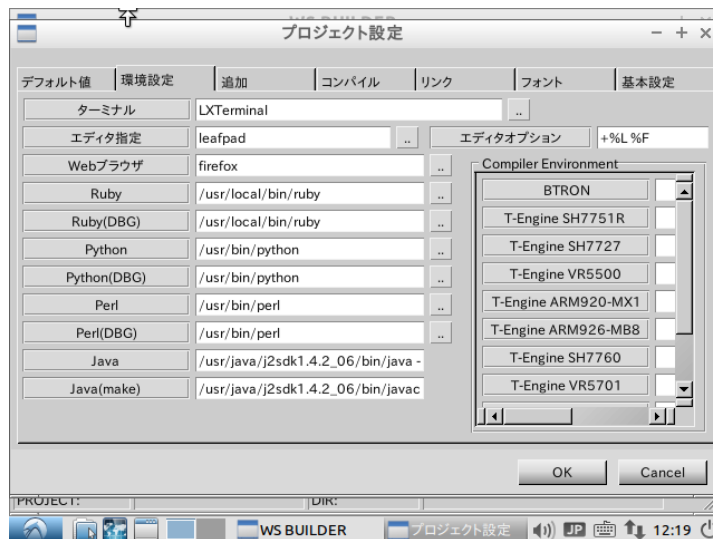 プロジェクト設定
デフォルト値 環境設定 追加 コンパイル リンク フォント 基本設定
ターミナル LXTerminal ..
エディタ指定 leafpad .. エディタオプション +%L %F
Webブラウザ firefox .. Compiler Environment
Ruby /usr/local/bin/ruby .. BTRON
Ruby(DBG) /usr/local/bin/ruby .. T-Engine SH7751R
Python /usr/bin/python .. T-Engine SH7727
Python(DBG) /usr/bin/python .. T-Engine VR5500
Perl /usr/bin/perl .. T-Engine ARM920-MX1
Perl(DBG) /usr/bin/perl .. T-Engine ARM926-MB8
Java /usr/java/j2sdk1.4.2_06/bin/java - T-Engine SH7760
Java(make) /usr/java/j2sdk1.4.2_06/bin/javac T-Engine VR5701
OK Cancel
PROJECT: DIR:
WS BUILDER プロジェクト設定 JP 12:19